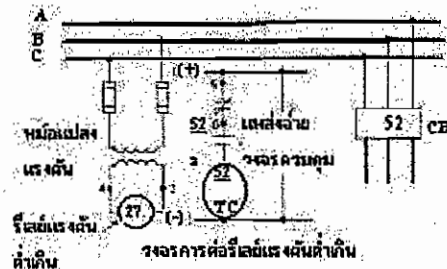 A
B
C
(+)
52
a
52
TC
แหล่งจ่าย
วงจรควบคุม
52 CB
หม้อแปลง
แรงดัน
27
(-)
รีเลย์แรงดัน
ต่ำเกิน
วงจรการต่อรีเลย์แรงดันต่ำเกิน